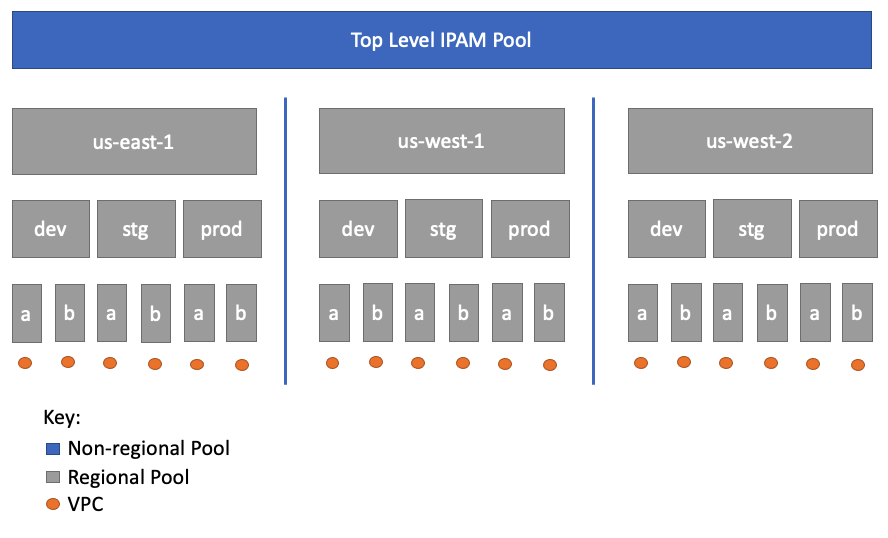 Top Level IPAM Pool
us-east-1 us-west-1 us-west-2
dev stg prod dev stg prod dev stg prod
a b a b a b a b a b a b a b a b a b
Key:
Non-regional Pool
Regional Pool
VPC